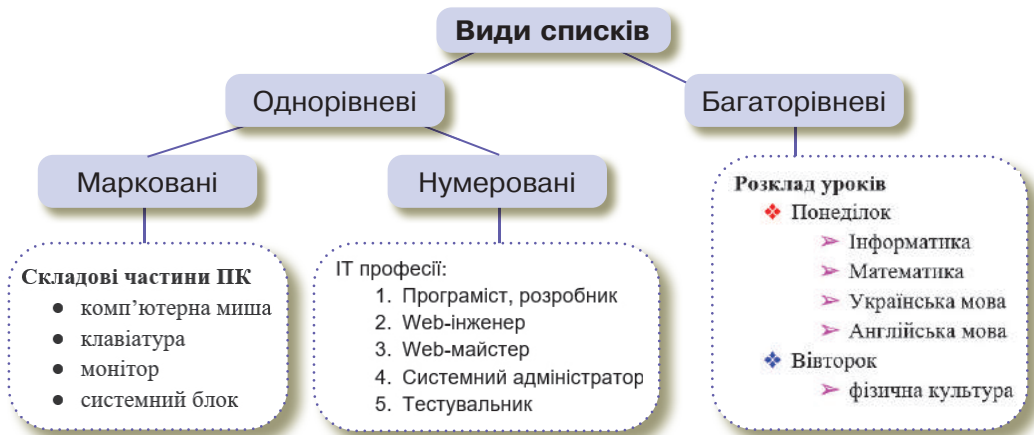 Види списків
Однорівневі
Багаторівневі
Марковані
Нумеровані
Складові частини ПК
● комп’ютерна миша
● клавіатура
● монітор
● системний блок
ІТ професії:
1. Програміст, розробник
2. Web-інженер
3. Web-майстер
4. Системний адміністратор
5. Тестувальник
Розклад уроків
❖ Понеділок
➢ Інформатика
➢ Математика
➢ Українська мова
➢ Англійська мова
❖ Вівторок
➢ фізична культура